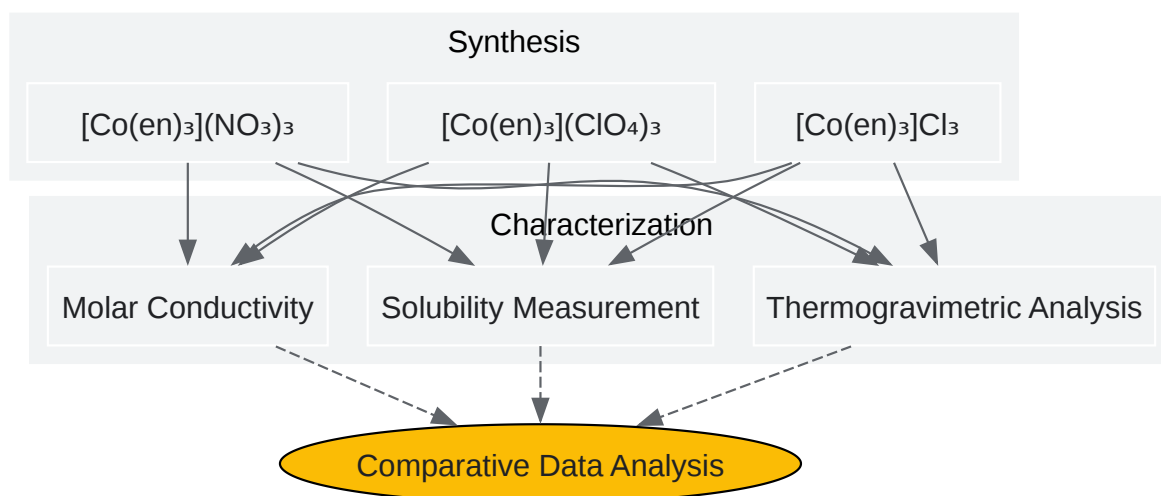 Synthesis
[Co(en)₃](NO₃)₃
[Co(en)₃](ClO₄)₃
[Co(en)₃]Cl₃
Characterization
Molar Conductivity
Solubility Measurement
Thermogravimetric Analysis
Comparative Data Analysis